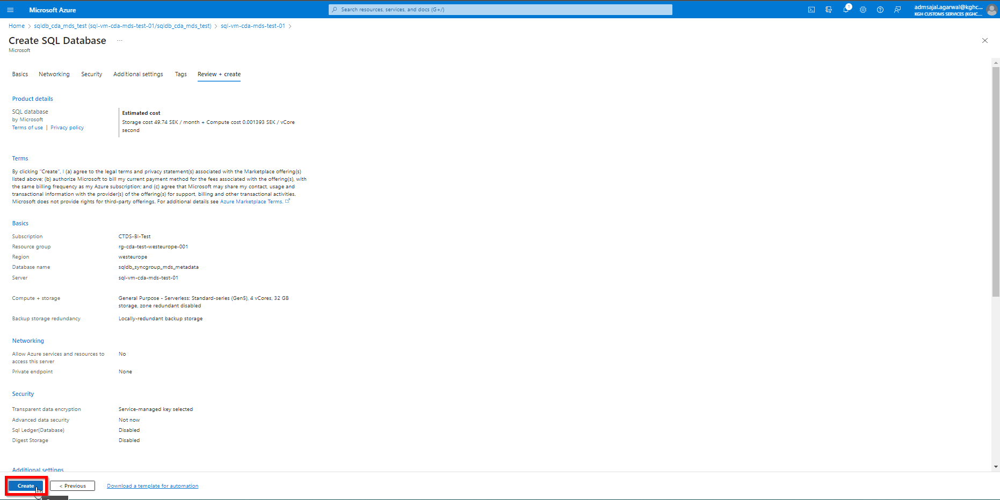 Microsoft Azure
Search resources, services, and docs (G+/)
1
admsajal.agarwal@kghc...
KGH CUSTOMS SERVICES (KGHC....
Home > sqldb_cda_mds_test (sql-vm-cda-mds-test-01/sqldb_cda_mds_test) > sql-vm-cda-mds-test-01 >
Create SQL Database ...
Microsoft
Basics Networking Security Additional settings Tags Review + create
Product details
SQL database
by Microsoft
Terms of use | Privacy policy
Estimated cost
Storage cost 49.74 SEK / month + Compute cost 0.001393 SEK / vCore
second
Terms
By clicking "Create", I (a) agree to the legal terms and privacy statement(s) associated with the Marketplace offering(s)
listed above; (b) authorize Microsoft to bill my current payment method for the fees associated with the offering(s), with
the same billing frequency as my Azure subscription; and (c) agree that Microsoft may share my contact, usage and
transactional information with the provider(s) of the offering(s) for support, billing and other transactional activities.
Microsoft does not provide rights for third-party offerings. For additional details see Azure Marketplace Terms.
Basics
Subscription CTDS-BI-Test
Resource group rg-cda-test-westeurope-001
Region westeurope
Database name sqldb_syncgroup_mds_metadata
Server sql-vm-cda-mds-test-01
Compute + storage General Purpose - Serverless: Standard-series (Gen5), 4 vCores, 32 GB
storage, zone redundant disabled
Backup storage redundancy Locally-redundant backup storage
Networking
Allow Azure services and resources to No
access this server
Private endpoint None
Security
Transparent data encryption Service-managed key selected
Advanced data security Not now
Sql Ledger(Database) Disabled
Digest Storage Disabled
Additional settings
Create < Previous Download a template for automation